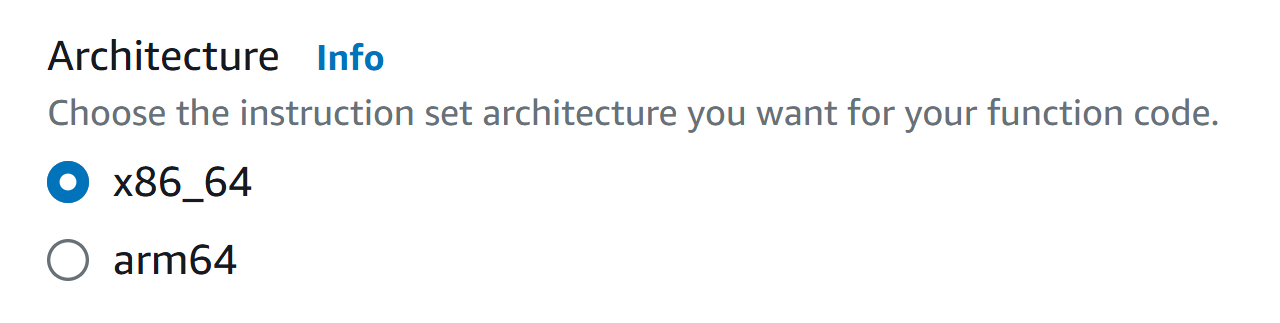 Architecture Info
Choose the instruction set architecture you want for your function code.
x86_64
arm64